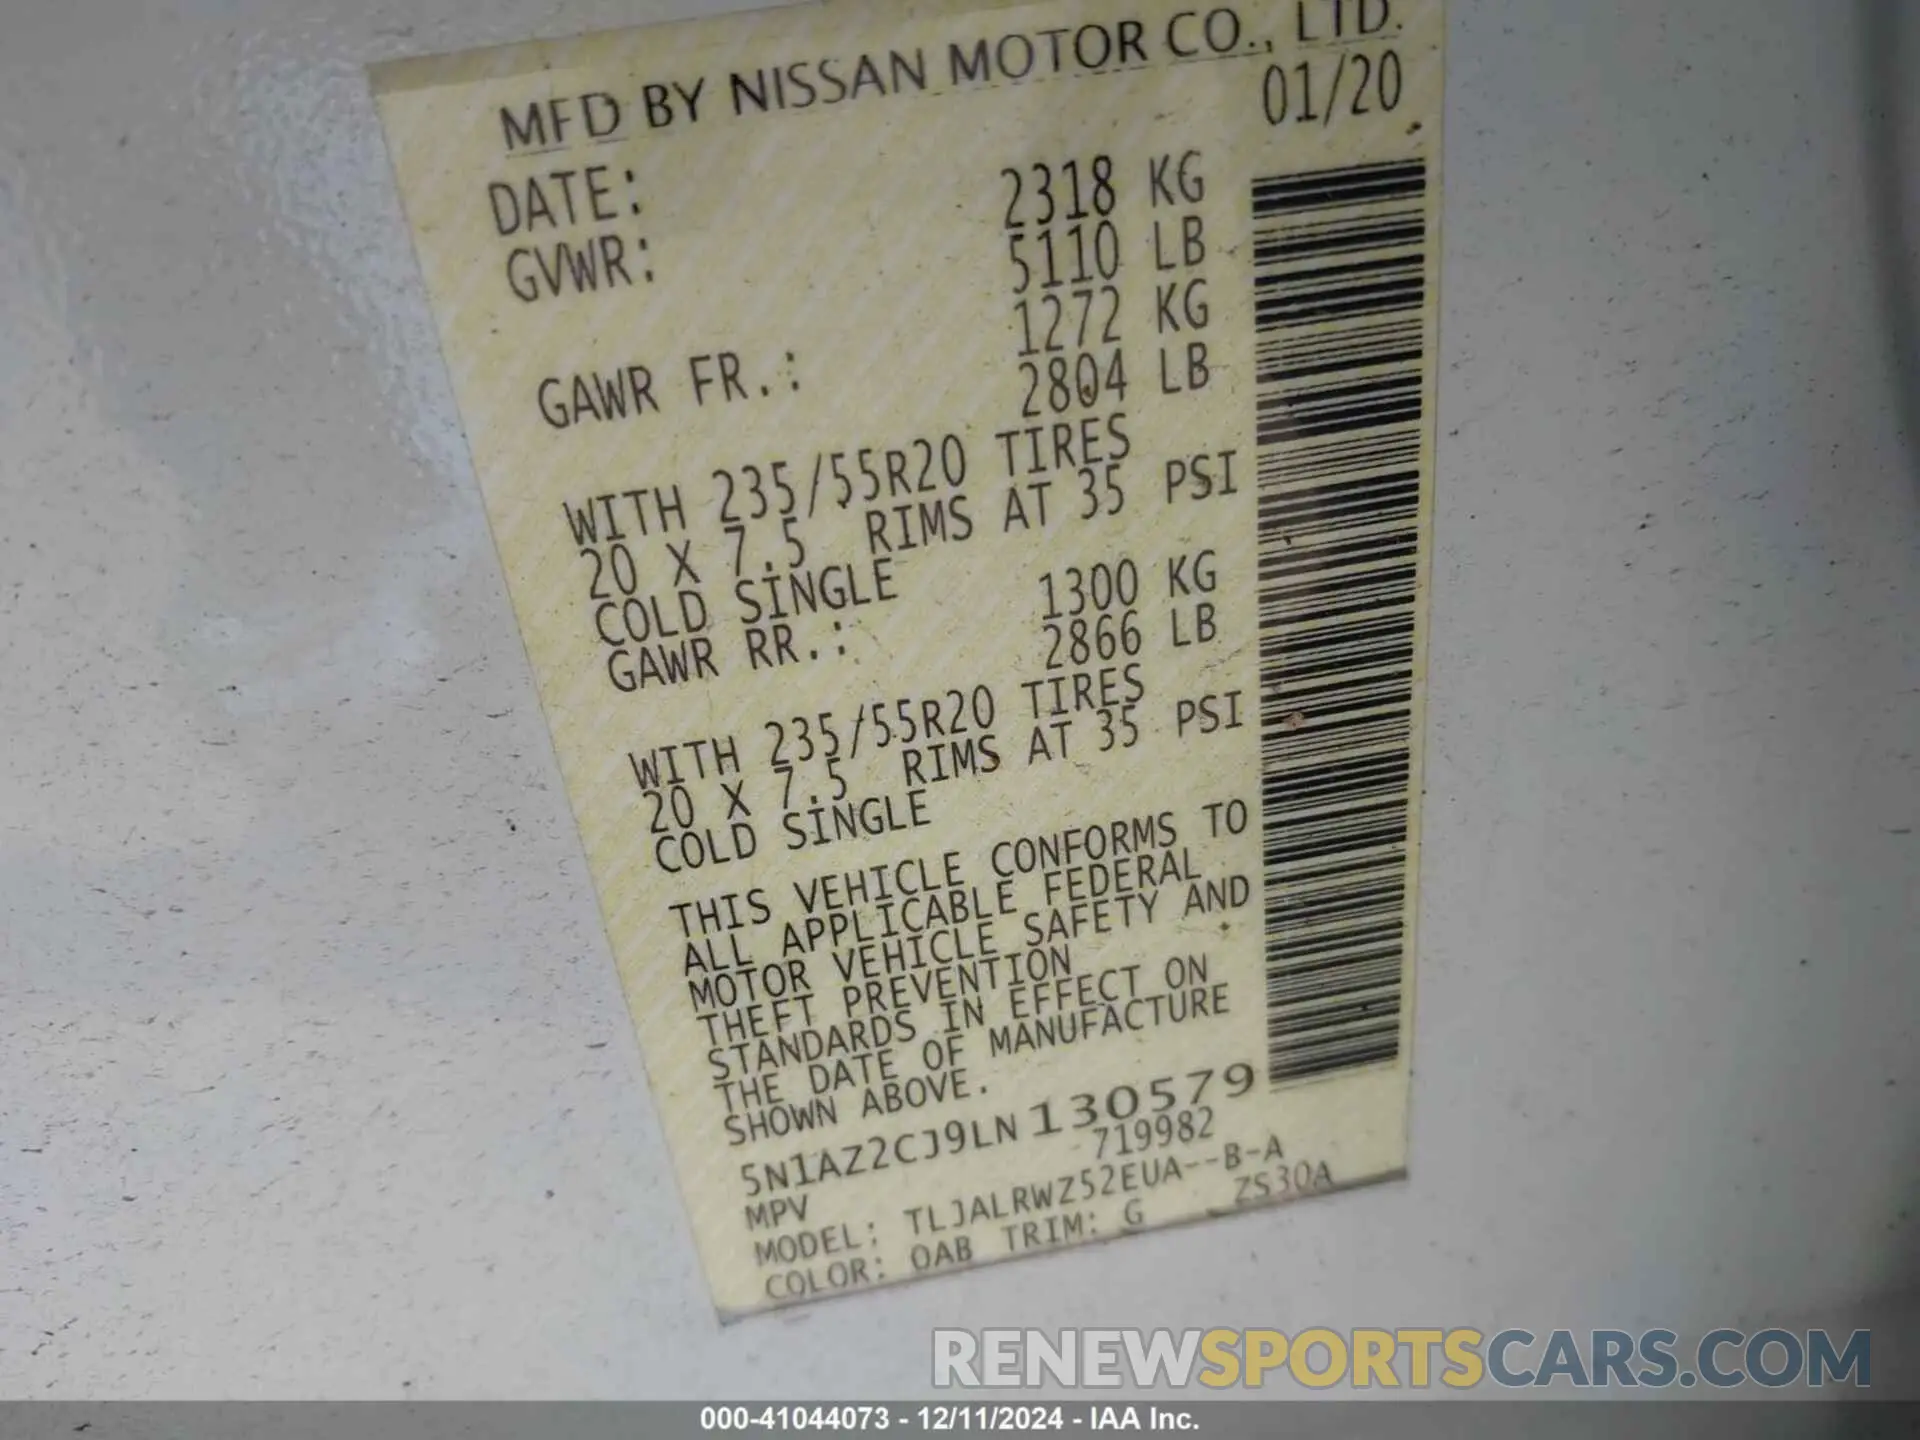 MFD BY NISSAN MOTOR CO., LTD.
DATE: 01/20
GVWR: 2318 KG
5110 LB
GAWR FR.: 1272 KG
2804 LB
WITH 235/55R20 TIRES
20 X 7.5 RIMS AT 35 PSI
COLD SINGLE
GAWR RR.: 1300 KG
2866 LB
WITH 235/55R20 TIRES
20 X 7.5 RIMS AT 35 PSI
COLD SINGLE
THIS VEHICLE CONFORMS TO
ALL APPLICABLE FEDERAL
MOTOR VEHICLE SAFETY AND
THEFT PREVENTION
STANDARDS IN EFFECT ON
THE DATE OF MANUFACTURE
SHOWN ABOVE.
5N1AZ2CJ9LN130579
MPV 719982
MODEL: TLJALRWZ52EUA--B-A
COLOR: QAB TRIM: G ZS30A
RENEWSPORTSCARS.COM
000-41044073 - 12/11/2024 - IAA Inc.